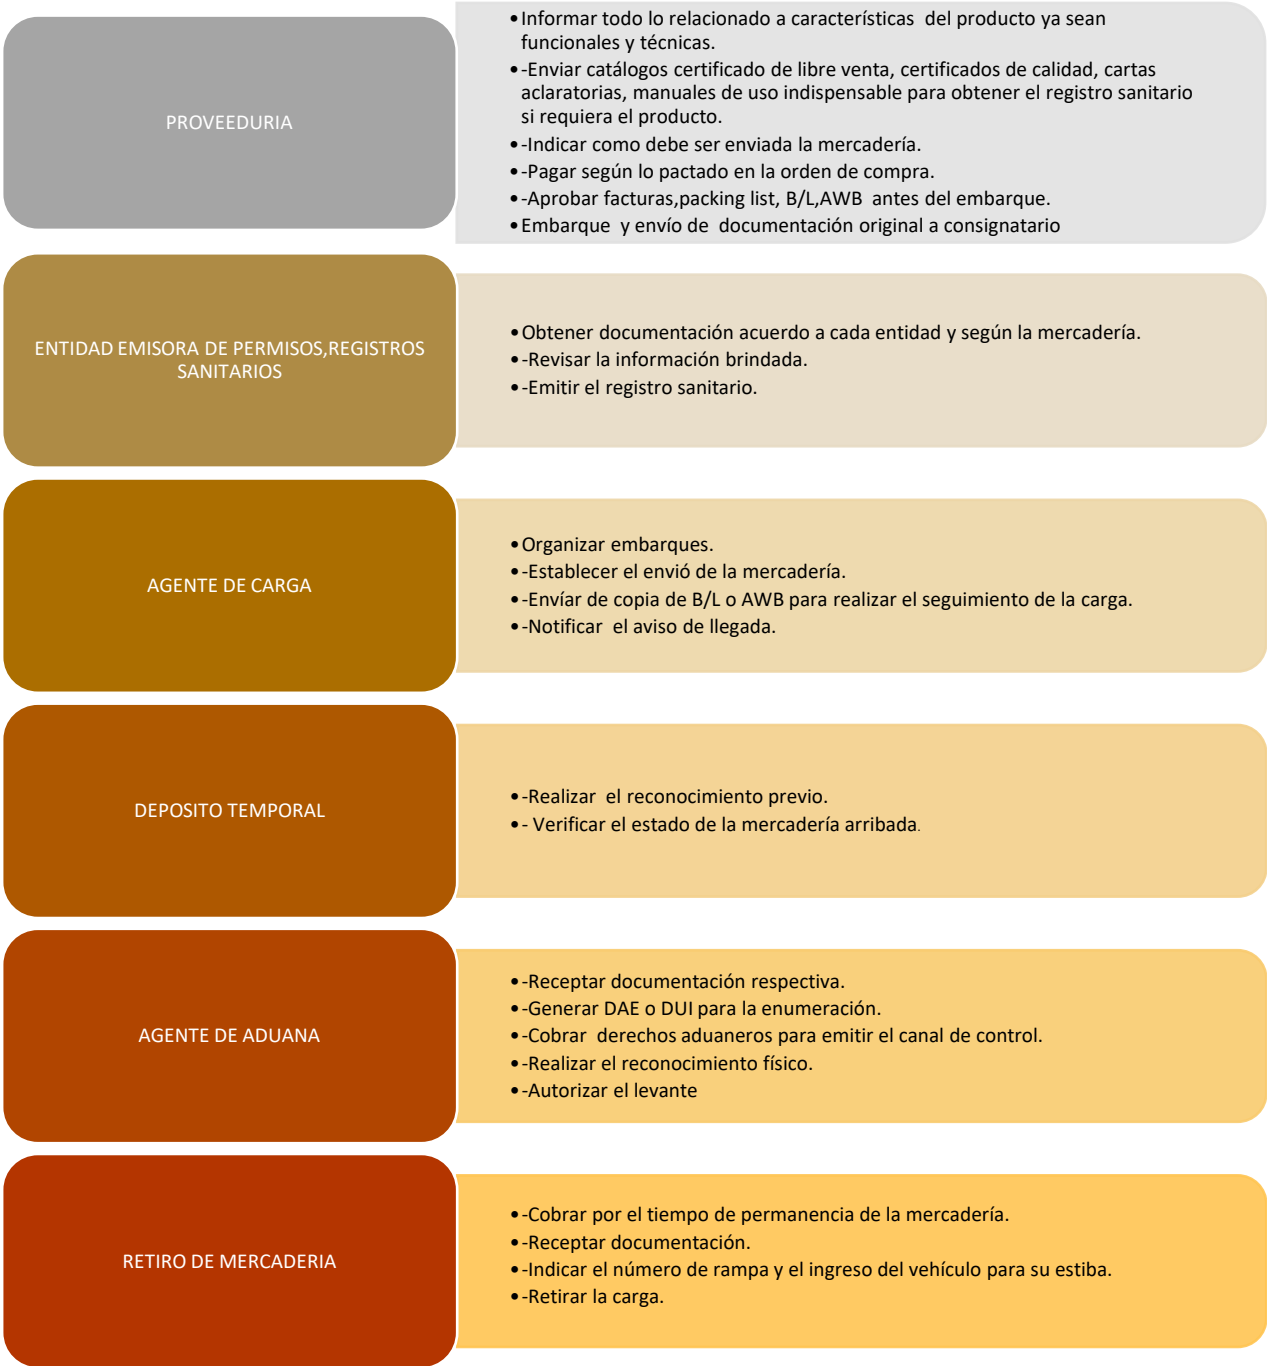 PROVEEDURIA
•Informar todo lo relacionado a características  del producto ya sean
funcionales y técnicas.
•-Enviar catálogos certificado de libre venta, certificados de calidad, cartas
aclaratorias, manuales de uso indispensable para obtener el registro sanitario
si requiera el producto.
•-Indicar como debe ser enviada la mercadería.
•-Pagar según lo pactado en la orden de compra.
•-Aprobar facturas,packing list, B/L,AWB  antes del embarque.
•Embarque  y envío de  documentación original a consignatario
ENTIDAD EMISORA DE PERMISOS,REGISTROS
SANITARIOS
•Obtener documentación acuerdo a cada entidad y según la mercadería.
•-Revisar la información brindada.
•-Emitir el registro sanitario.
AGENTE DE CARGA
•Organizar embarques.
•-Establecer el envió de la mercadería.
•-Envíar de copia de B/L o AWB para realizar el seguimiento de la carga.
•-Notificar  el aviso de llegada.
DEPOSITO TEMPORAL
•-Realizar  el reconocimiento previo.
•- Verificar el estado de la mercadería arribada.
AGENTE DE ADUANA
•-Receptar documentación respectiva.
•-Generar DAE o DUI para la enumeración.
•-Cobrar  derechos aduaneros para emitir el canal de control.
•-Realizar el reconocimiento físico.
•-Autorizar el levante
RETIRO DE MERCADERIA
•-Cobrar por el tiempo de permanencia de la mercadería.
•-Receptar documentación.
•-Indicar el número de rampa y el ingreso del vehículo para su estiba.
•-Retirar la carga.